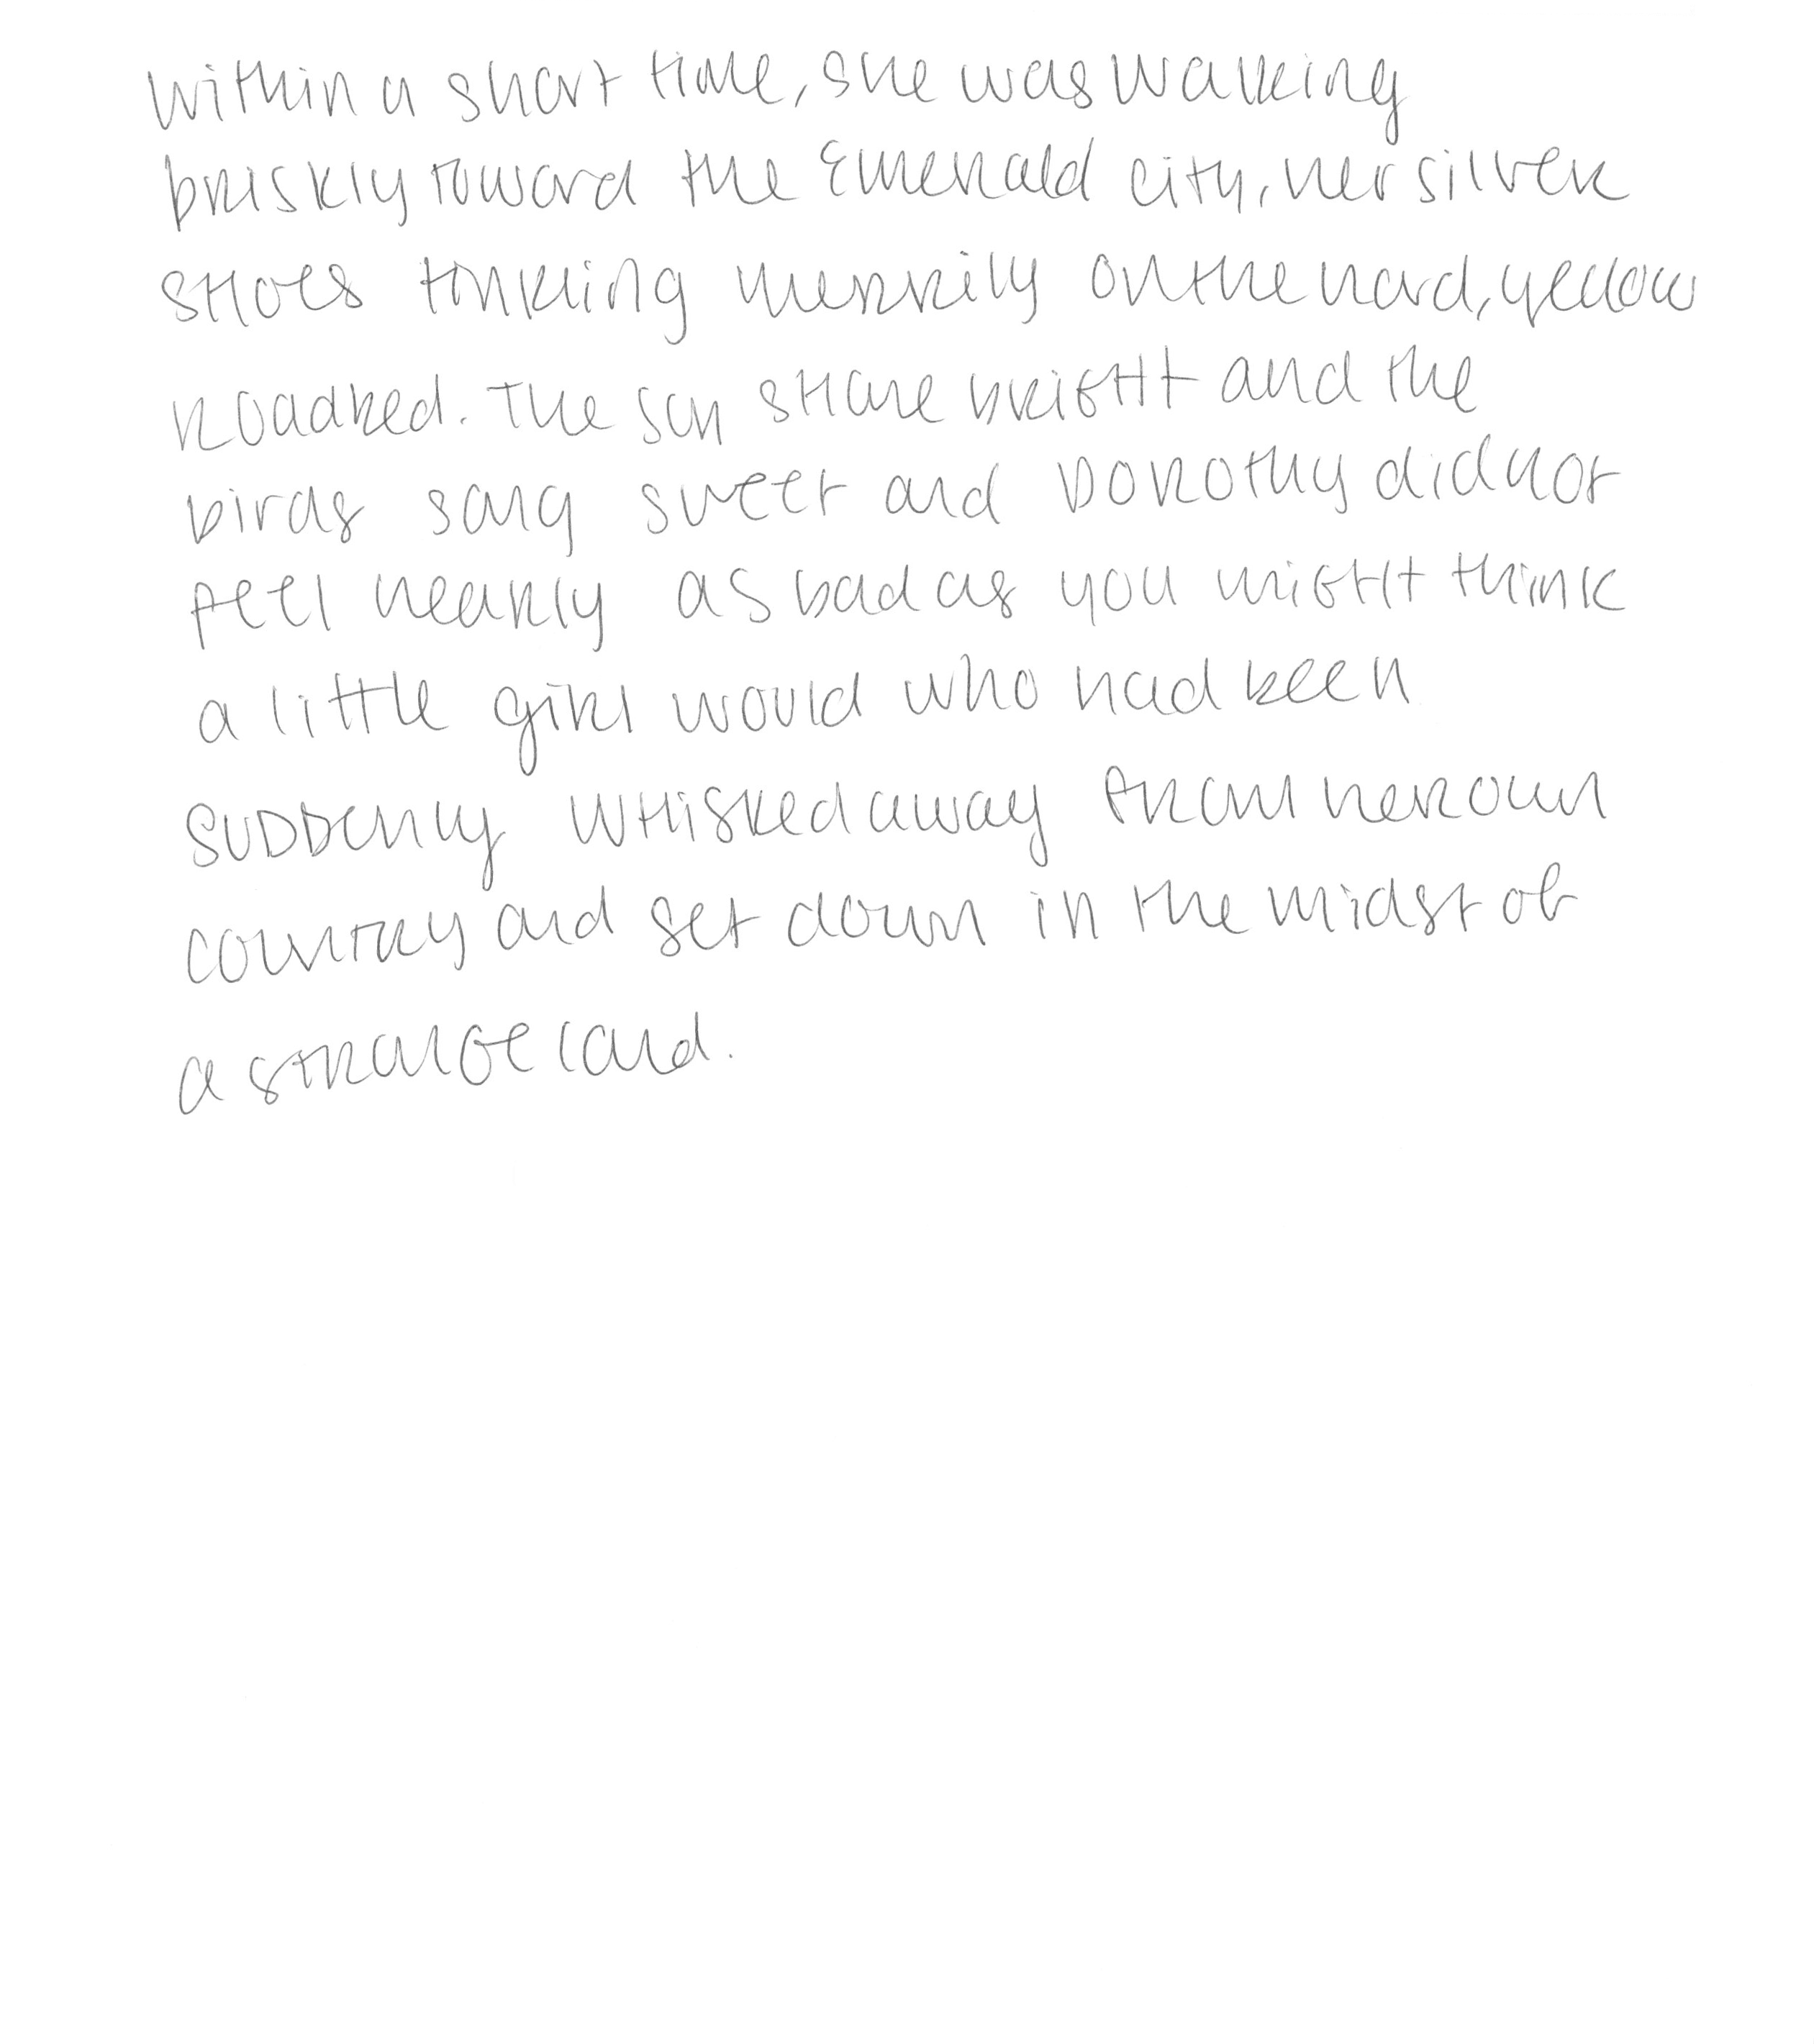 Within a short time, she was walking
briskly toward the Emerald City, her silver
shoes tinkling merrily on the hard, yellow
roadbed. The sun shone bright and the
birds sang sweet and Dorothy did not
feel nearly as bad as you might think
a little girl would who had been
suddenly whisked away from her own
country and set down in the midst of
a strange land.